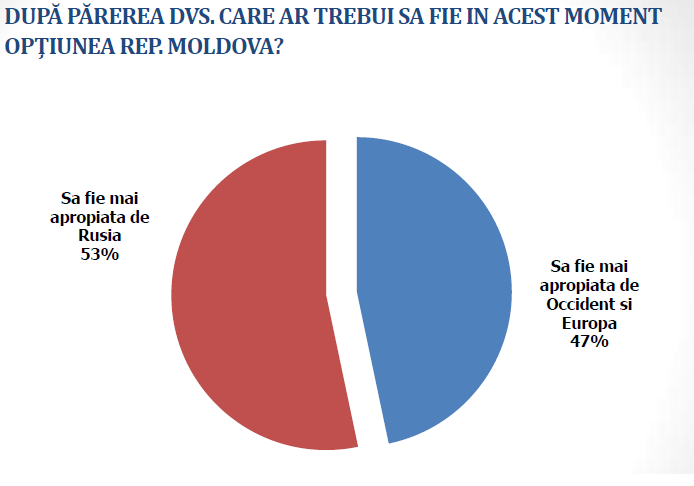 DUPĂ PĂREREA DVS. CARE AR TREBUI SA FIE IN ACEST MOMENT
OPȚIUNEA REP. MOLDOVA?
Sa fie mai
apropiata de
Rusia
53%
Sa fie mai
apropiata de
Occident si
Europa
47%